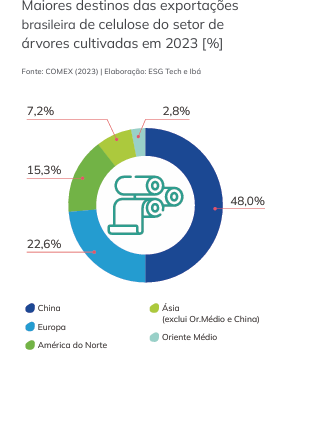 Maiores destinos das exportações
brasileira de celulose do setor de
árvores cultivadas em 2023 [%]
Fonte: COMEX (2023) | Elaboração: ESG Tech e Ibá
7,2%
2,8%
15,3%
48,0%
22,6%
China
Europa
América do Norte
Ásia
(exclui Or.Médio e China)
Oriente Médio